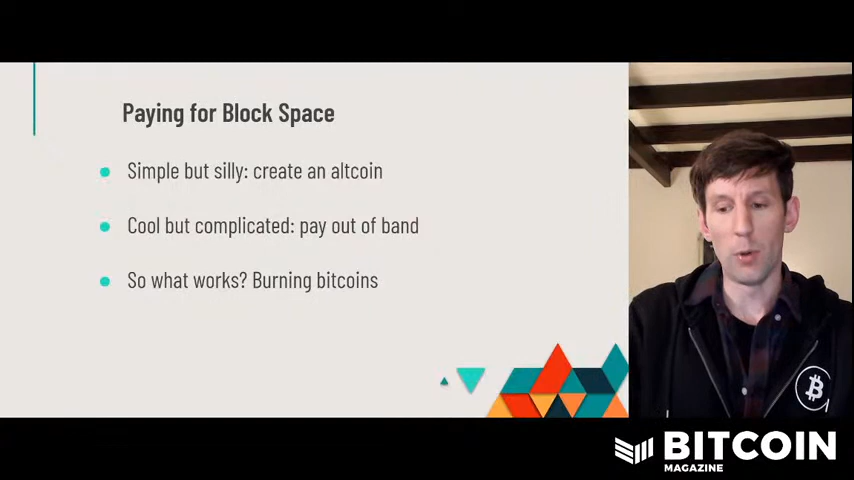 Paying for Block Space
Simple but silly: create an altcoin
Cool but complicated: pay out of band
So what works? Burning bitcoins
BITCOIN
MAGAZINE